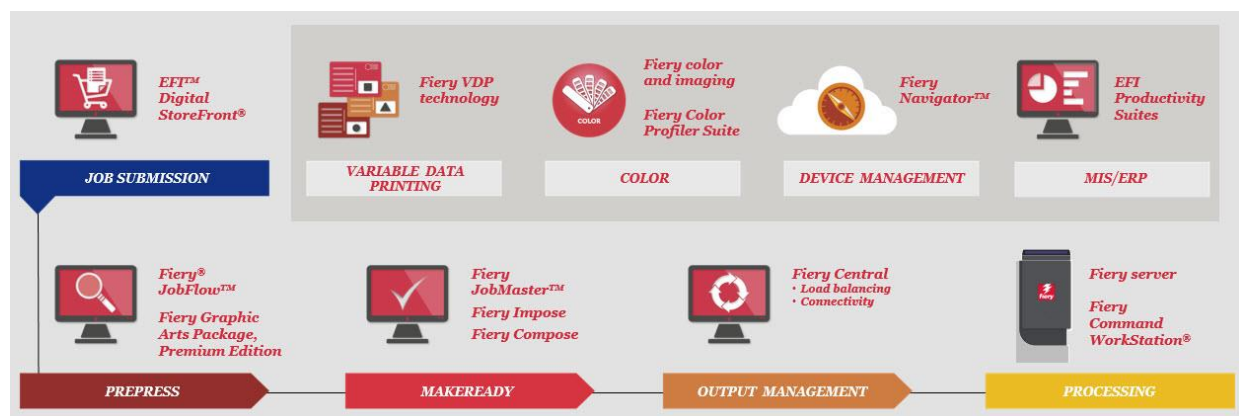 EFI™
Digital
StoreFront®
JOB SUBMISSION
Fiery VDP
technology
VARIABLE DATA
PRINTING
COLOR
Fiery color
and imaging
Fiery Color
Profiler Suite
COLOR
Fiery
Navigator™
DEVICE MANAGEMENT
EFI
Productivity
Suites
MIS/ERP
Fiery®
JobFlow™
Fiery Graphic
Arts Package,
Premium Edition
PREPRESS
Fiery
JobMaster™
Fiery Impose
Fiery Compose
MAKEREADY
Fiery Central
• Load balancing
• Connectivity
OUTPUT MANAGEMENT
fiery
Fiery server
Fiery
Command
WorkStation®
PROCESSING